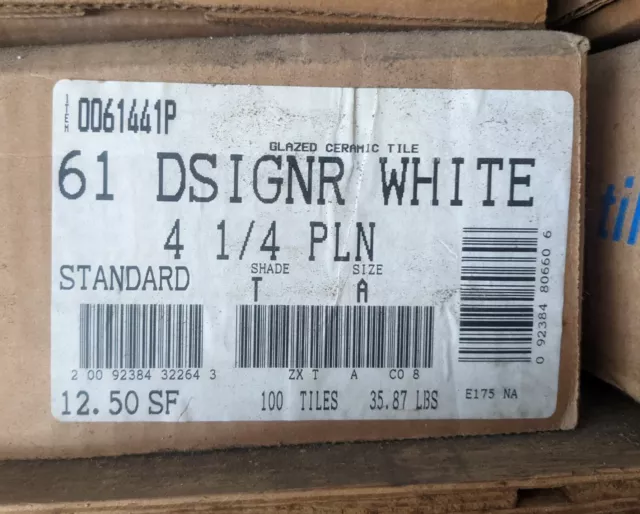 ITEM 0061441P
GLAZED CERAMIC TILE
61 DSIGNR WHITE
4 1/4 PLN
STANDARD
SHADE SIZE
T A
2 00 92384 32264 3
ZX T A CO 8
0 92384 80660 6
12.50 SF 100 TILES 35.87 LBS E175 NA
til